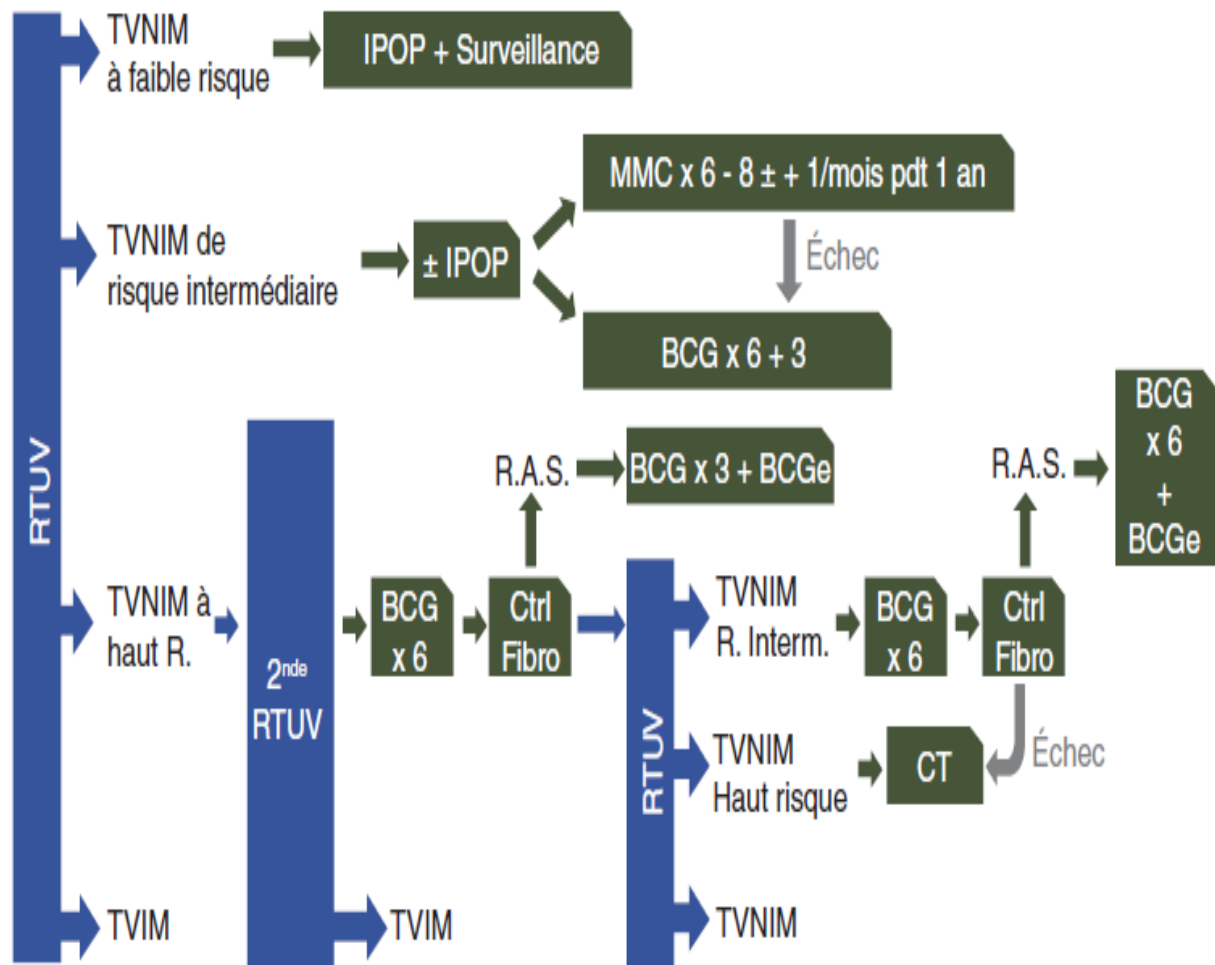 RTUV
TVNIM
à faible risque
IPOP + Surveillance
TVNIM de
risque intermédiaire
± IPOP
MMC x 6 - 8 ± + 1/mois pdt 1 an
Échec
BCG x 6 + 3
TVNIM à
haut R.
2nde
RTUV
BCG
x 6
Ctrl
Fibro
R.A.S.
BCG x 3 + BCGe
RTUV
TVNIM
R. Interm.
BCG
x 6
Ctrl
Fibro
R.A.S.
BCG
x 6
+
BCGe
TVNIM
Haut risque
CT
Échec
TVIM
TVIM
TVNIM